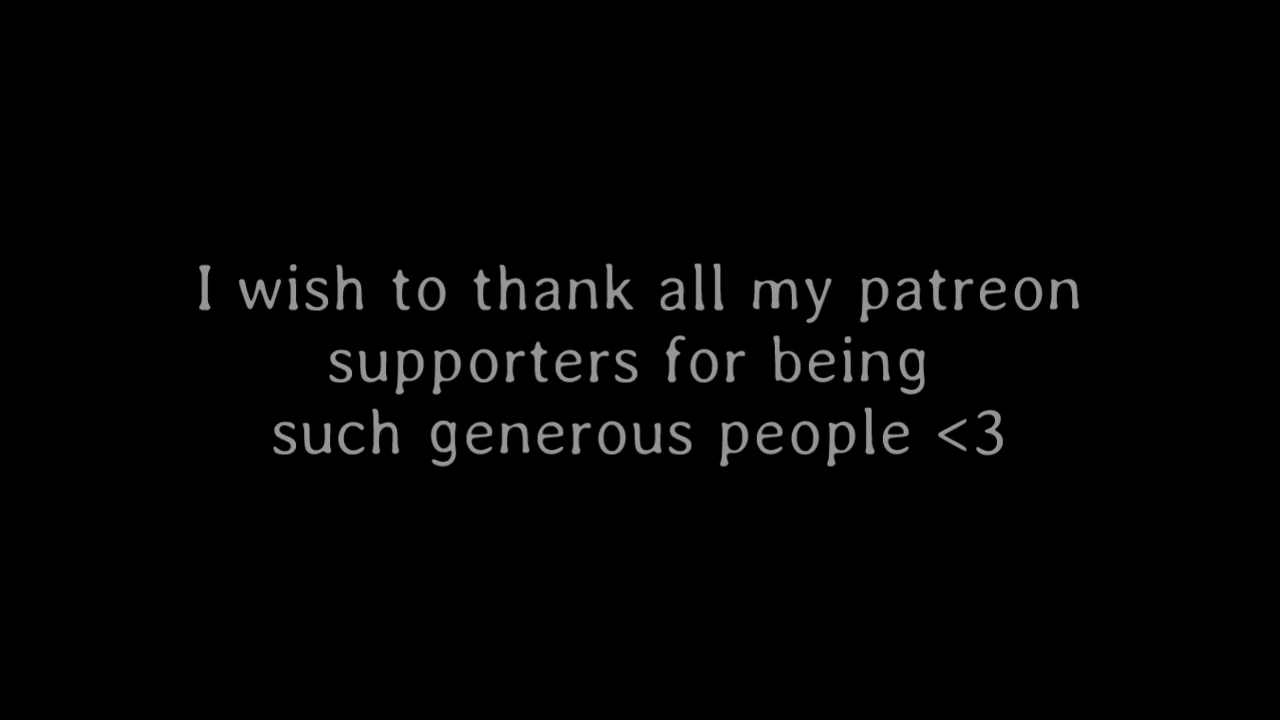 I wish to thank all my patreon
supporters for being
such generous people <3